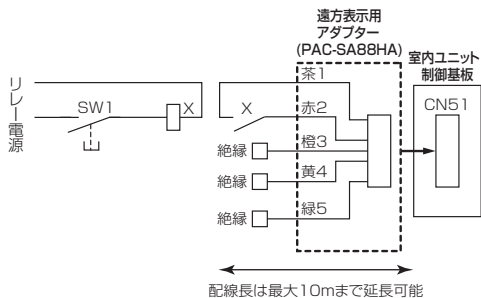 遠方表示用
アダプター
(PAC-SA88HA)
室内ユニット
制御基板
リレー電源
SW1
X
X
茶1
赤2
橙3
黄4
緑5
絶縁
絶縁
絶縁
CN51
配線長は最大10mまで延長可能